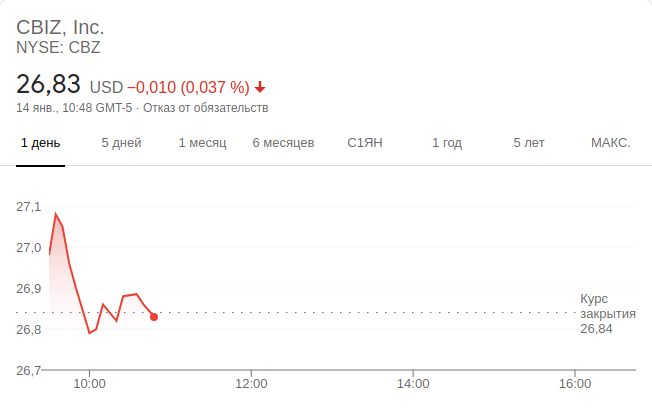 CBIZ, Inc.
NYSE: CBZ
26,83 USD −0,010 (0,037 %)
14 янв., 10:48 GMT-5 · Отказ от обязательств
1 день 5 дней 1 месяц 6 месяцев С1ЯН 1 год 5 лет МАКС.
27,1
27,0
26,9
Курс
закрытия
26,84
26,8
26,7
10:00 12:00 14:00 16:00